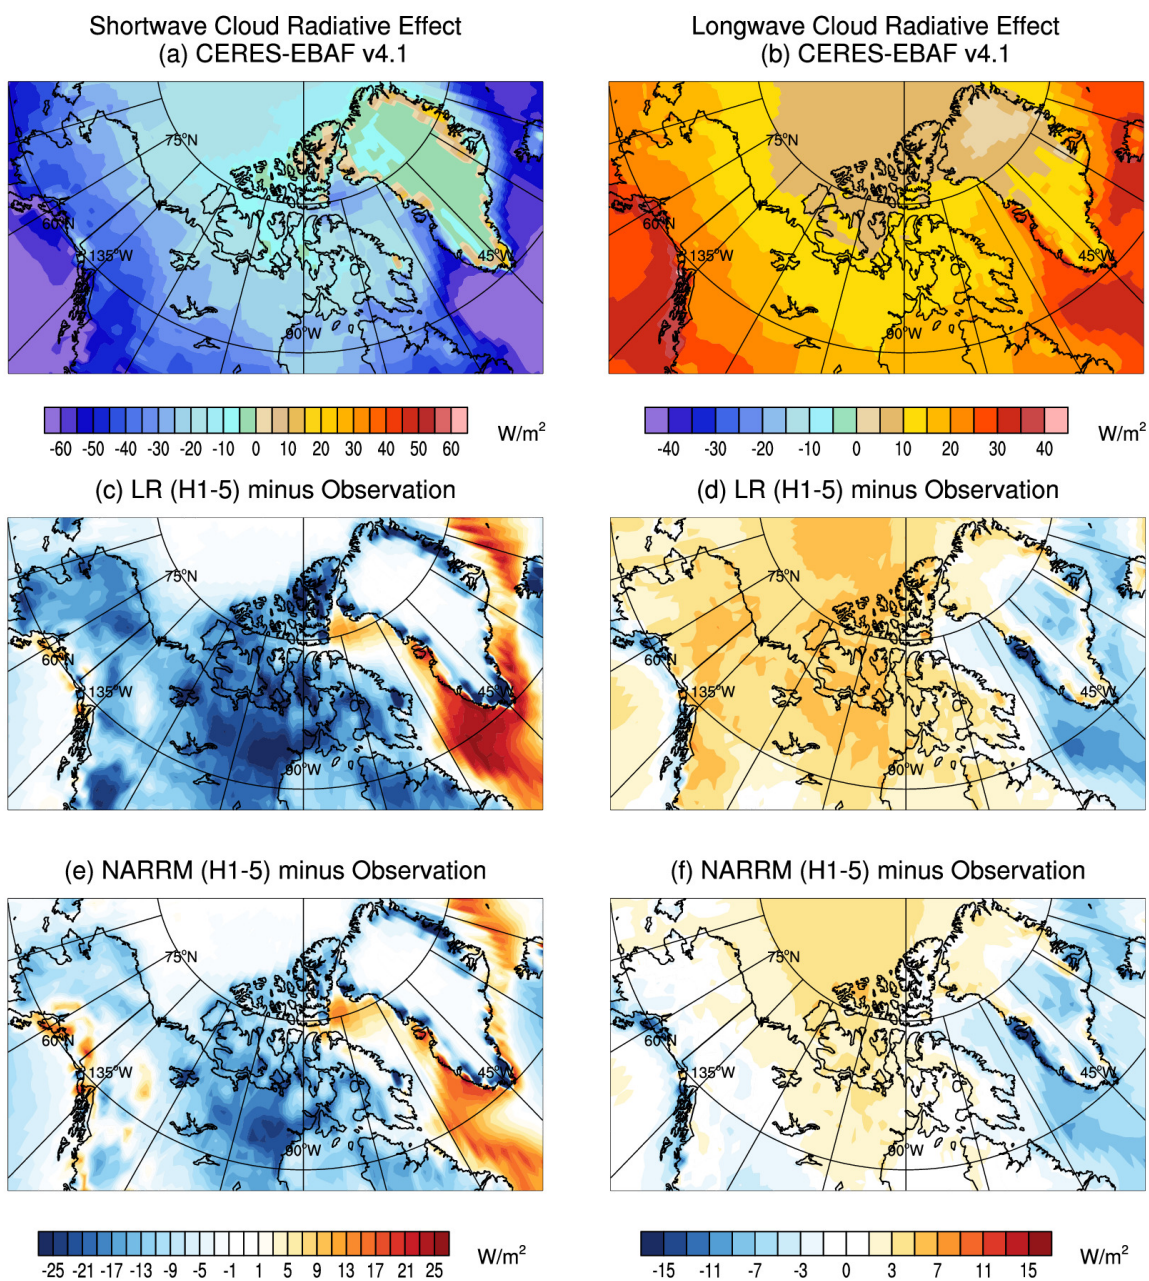 Shortwave Cloud Radiative Effect
(a) CERES-EBAF v4.1
Longwave Cloud Radiative Effect
(b) CERES-EBAF v4.1
75°N
60°N
135°W
90°W
45°W
75°N
60°N
135°W
90°W
45°W
-60 -50 -40 -30 -20 -10 0 10 20 30 40 50 60
W/m²
-40 -30 -20 -10 0 10 20 30 40
W/m²
(c) LR (H1-5) minus Observation
(d) LR (H1-5) minus Observation
75°N
60°N
135°W
90°W
45°W
75°N
60°N
135°W
90°W
45°W
(e) NARRM (H1-5) minus Observation
(f) NARRM (H1-5) minus Observation
75°N
60°N
135°W
90°W
45°W
75°N
60°N
135°W
90°W
45°W
-25 -21 -17 -13 -9 -5 -1 1 5 9 13 17 21 25
W/m²
-15 -11 -7 -3 0 3 7 11 15
W/m²